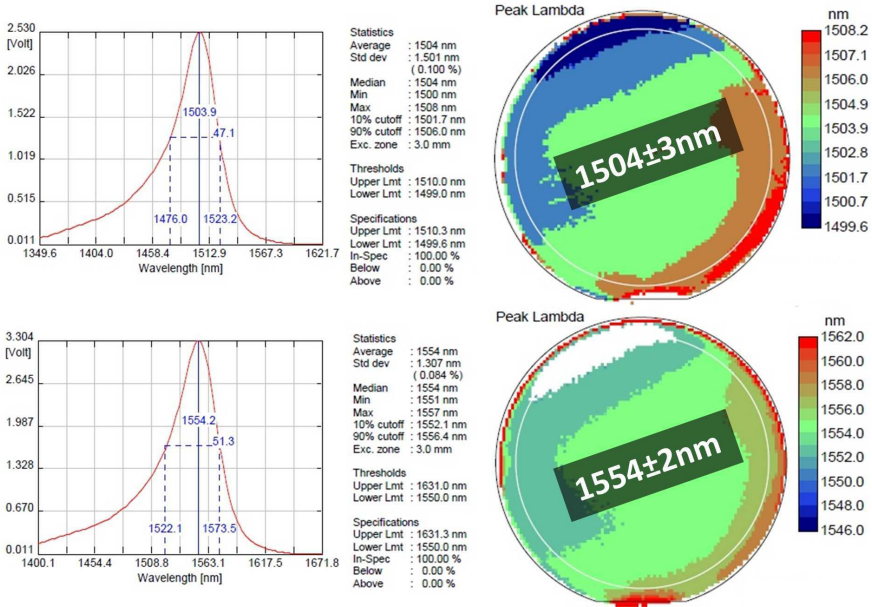 2.530
[Volt]
2.026
1.522
1.019
0.515
0.011
1503.9
47.1
1476.0
1523.2
1349.6 1404.0 1458.4 1512.9 1567.3 1621.7
Wavelength [nm]
Statistics
Average : 1504 nm
Std dev : 1.501 nm
( 0.100 %)
Median : 1504 nm
Min : 1500 nm
Max : 1508 nm
10% cutoff : 1501.7 nm
90% cutoff : 1506.0 nm
Exc. zone : 3.0 mm
Thresholds
Upper Lmt : 1510.0 nm
Lower Lmt : 1499.0 nm
Specifications
Upper Lmt : 1510.3 nm
Lower Lmt : 1499.6 nm
In-Spec : 100.00 %
Below : 0.00 %
Above : 0.00 %
Peak Lambda
1504±3nm
nm
1508.2
1507.1
1506.0
1504.9
1503.9
1502.8
1501.7
1500.7
1499.6
3.304
[Volt]
2.645
1.987
1.328
0.670
0.011
1554.2
51.3
1522.1
1573.5
1400.1 1454.4 1508.8 1563.1 1617.5 1671.8
Wavelength [nm]
Statistics
Average : 1554 nm
Std dev : 1.307 nm
( 0.084 %)
Median : 1554 nm
Min : 1551 nm
Max : 1557 nm
10% cutoff : 1552.1 nm
90% cutoff : 1556.4 nm
Exc. zone : 3.0 mm
Thresholds
Upper Lmt : 1631.0 nm
Lower Lmt : 1550.0 nm
Specifications
Upper Lmt : 1631.3 nm
Lower Lmt : 1550.0 nm
In-Spec : 100.00 %
Below : 0.00 %
Above : 0.00 %
Peak Lambda
1554±2nm
nm
1562.0
1560.0
1558.0
1556.0
1554.0
1552.0
1550.0
1548.0
1546.0